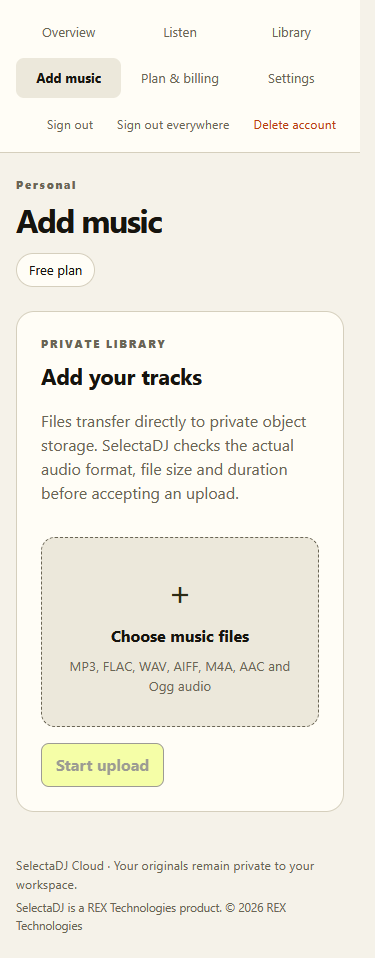 Overview Listen Library
Add music Plan & billing Settings
Sign out Sign out everywhere Delete account
Personal
Add music
Free plan
PRIVATE LIBRARY
Add your tracks
Files transfer directly to private object
storage. SelectaDJ checks the actual
audio format, file size and duration
before accepting an upload.
+
Choose music files
MP3, FLAC, WAV, AIFF, M4A, AAC and
Ogg audio
Start upload
SelectaDJ Cloud · Your originals remain private to your
workspace.
SelectaDJ is a REX Technologies product. © 2026 REX
Technologies